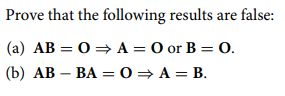 Prove that the following results are false:
(a) AB = O ⇒ A = O or B = O.
(b) AB − BA = O ⇒ A = B.